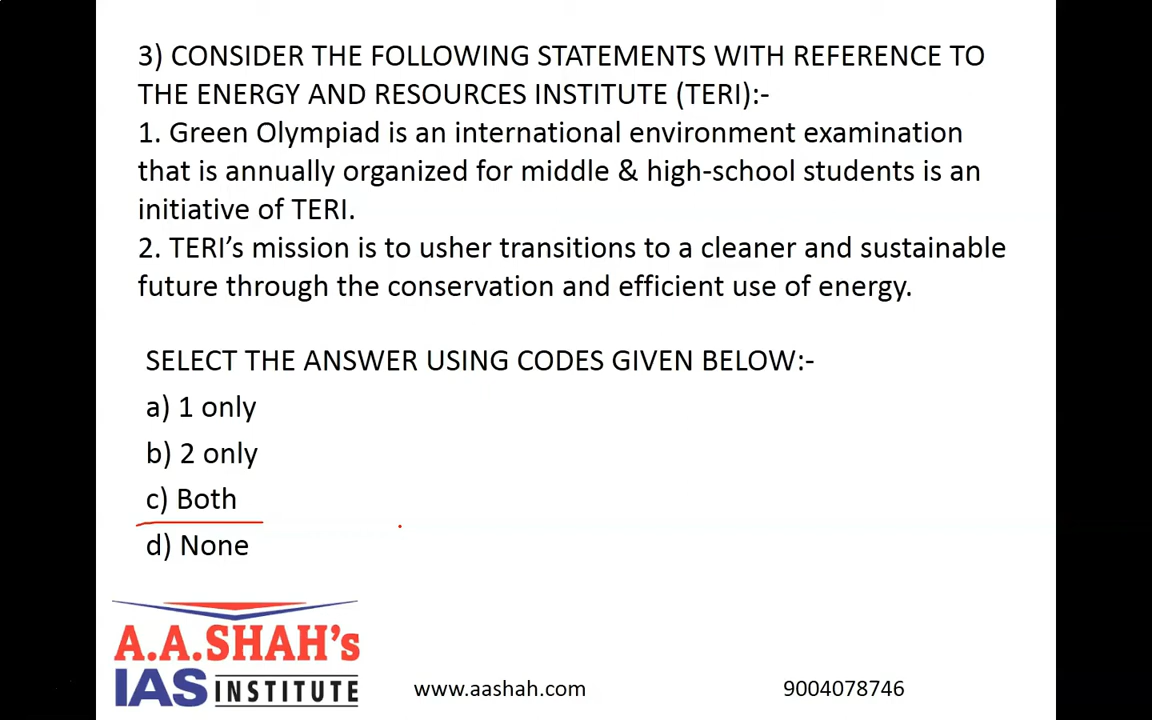 3) CONSIDER THE FOLLOWING STATEMENTS WITH REFERENCE TO
THE ENERGY AND RESOURCES INSTITUTE (TERI):-
1. Green Olympiad is an international environment examination
that is annually organized for middle & high-school students is an
initiative of TERI.
2. TERI’s mission is to usher transitions to a cleaner and sustainable
future through the conservation and efficient use of energy.
SELECT THE ANSWER USING CODES GIVEN BELOW:-
a) 1 only
b) 2 only
c) Both
d) None
A.A.SHAH’s
IAS INSTITUTE
www.aashah.com
9004078746